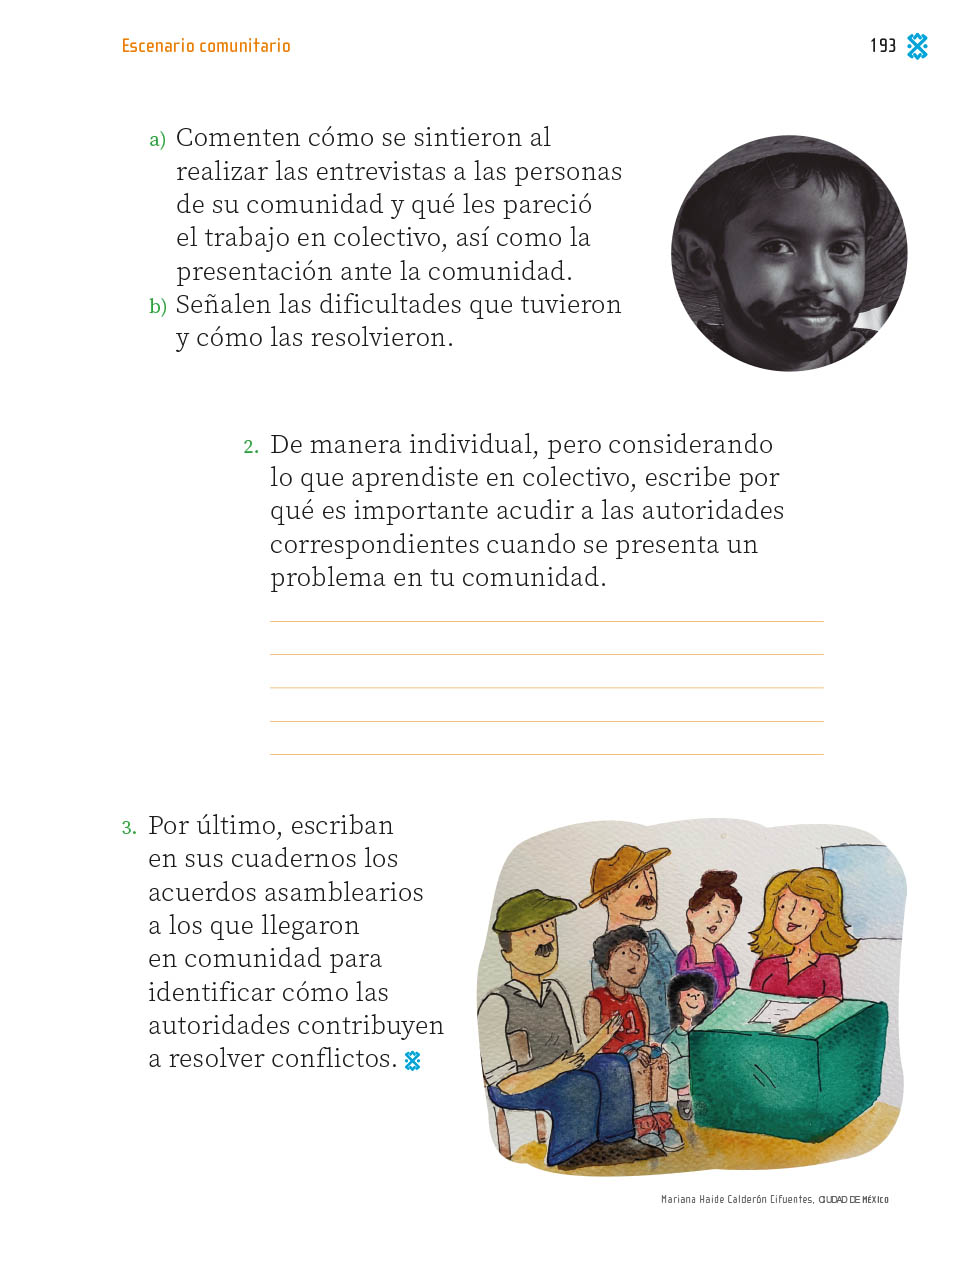 Escenario comunitario
193
a) Comenten cómo se sintieron al
realizar las entrevistas a las personas
de su comunidad y qué les pareció
el trabajo en colectivo, así como la
presentación ante la comunidad.
b) Señalen las dificultades que tuvieron
y cómo las resolvieron.
2. De manera individual, pero considerando
lo que aprendiste en colectivo, escribe por
qué es importante acudir a las autoridades
correspondientes cuando se presenta un
problema en tu comunidad.
3. Por último, escriban
en sus cuadernos los
acuerdos asamblearios
a los que llegaron
en comunidad para
identificar cómo las
autoridades contribuyen
a resolver conflictos.
1
Mariana Haide Calderón Cifuentes, CIUDAD DE MÉXICO